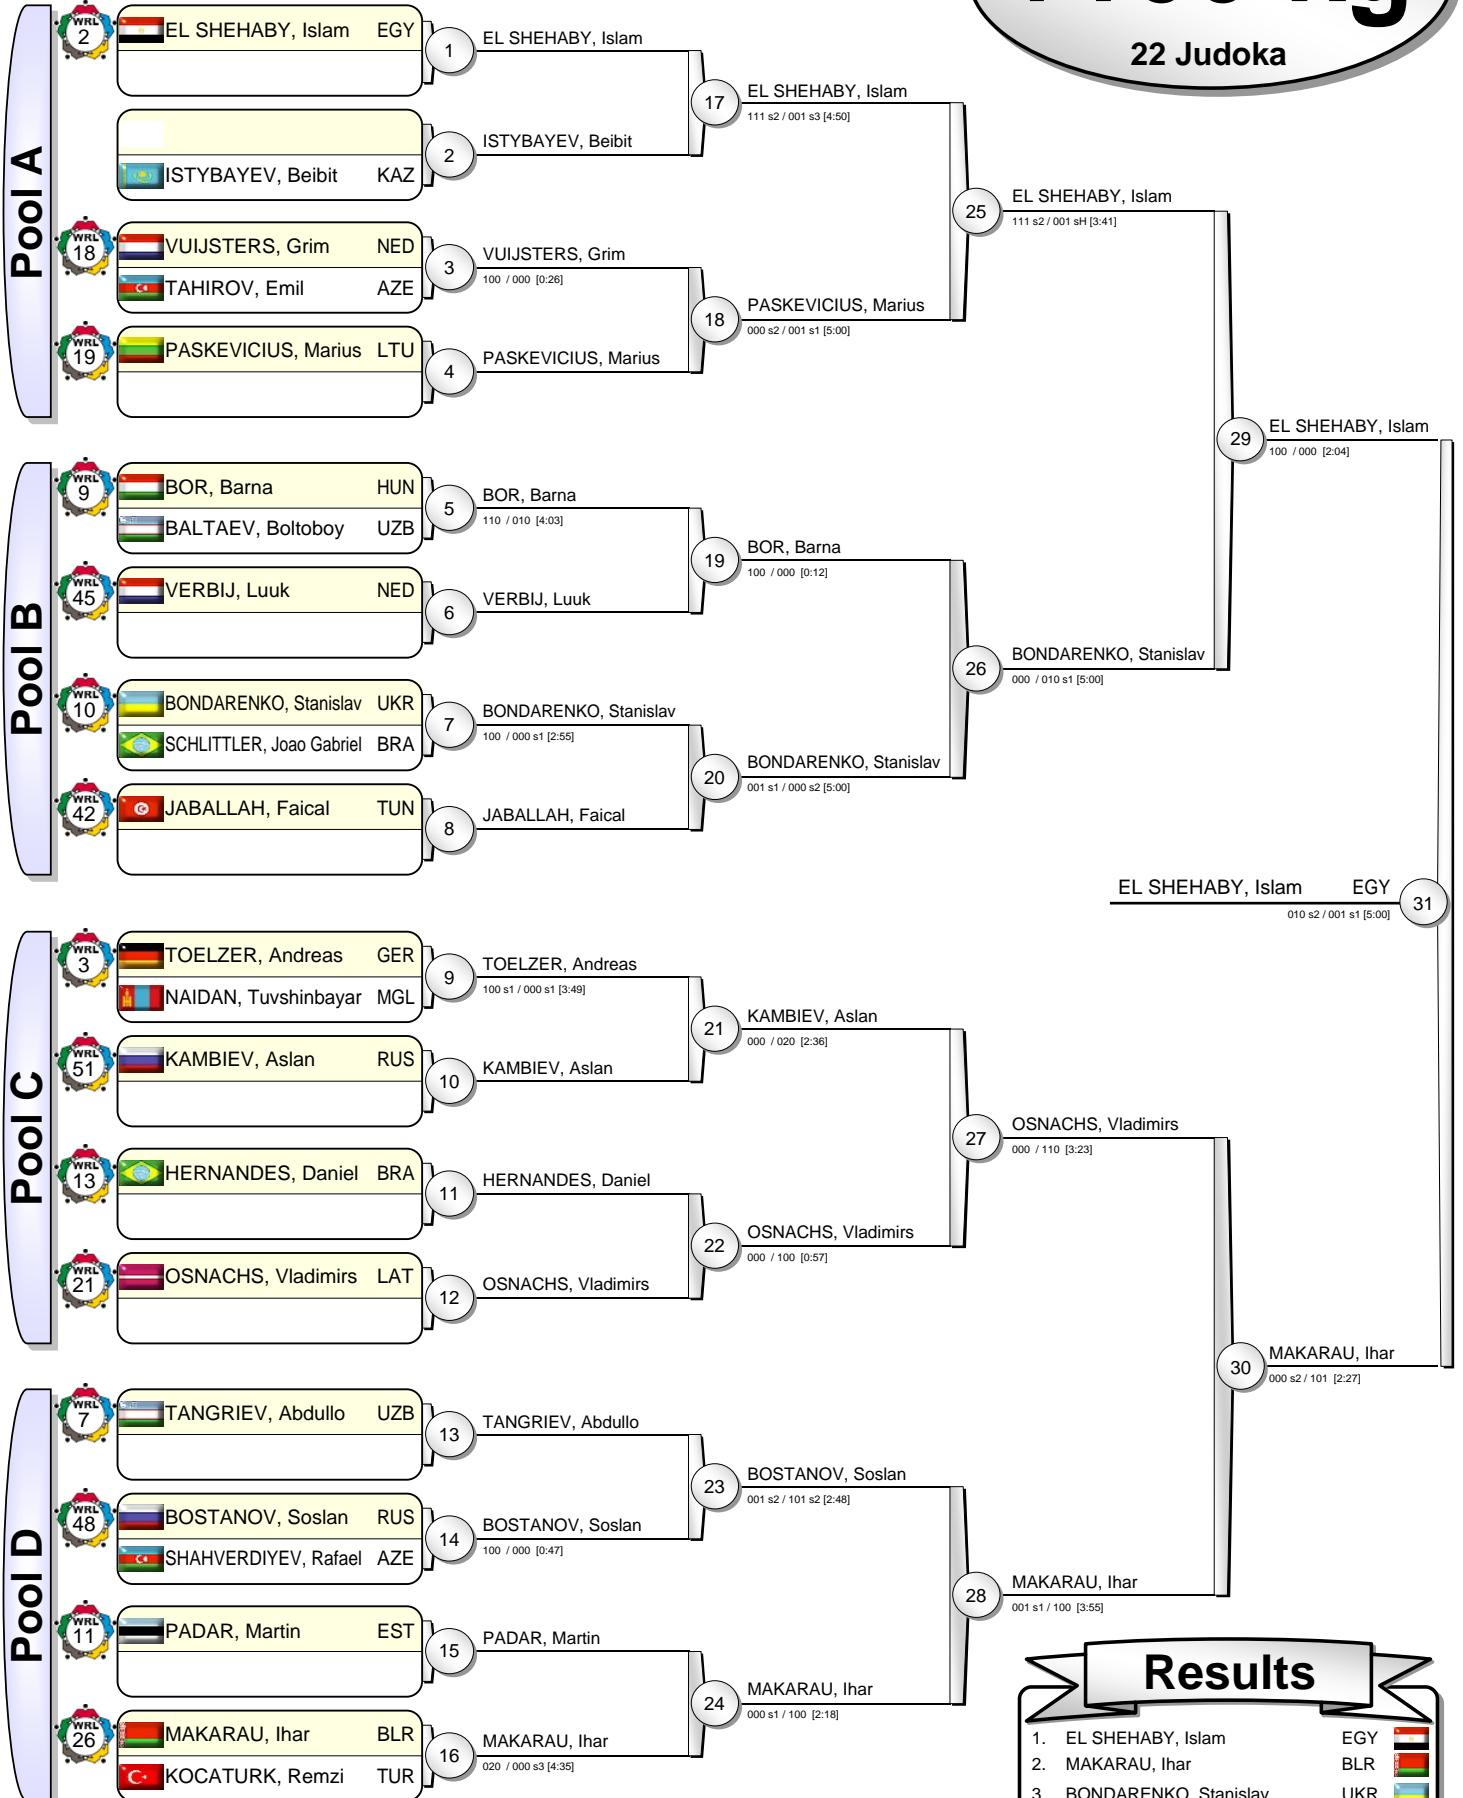 22 Judoka
Pool A
WRL 2
EL SHEHABY, Islam EGY
1
EL SHEHABY, Islam
ISTYBAYEV, Beibit KAZ
2
ISTYBAYEV, Beibit
17
EL SHEHABY, Islam
111 s2 / 001 s3 [4:50]
WRL 18
VUIJSTERS, Grim NED
TAHIROV, Emil AZE
3
VUIJSTERS, Grim
100 / 000 [0:26]
WRL 19
PASKEVICIUS, Marius LTU
4
PASKEVICIUS, Marius
18
PASKEVICIUS, Marius
000 s2 / 001 s1 [5:00]
25
EL SHEHABY, Islam
111 s2 / 001 sH [3:41]
Pool B
WRL 9
BOR, Barna HUN
BALTAEV, Boltoboy UZB
5
BOR, Barna
110 / 010 [4:03]
WRL 45
VERBIJ, Luuk NED
6
VERBIJ, Luuk
19
BOR, Barna
100 / 000 [0:12]
WRL 10
BONDARENKO, Stanislav UKR
SCHLITTLER, Joao Gabriel BRA
7
BONDARENKO, Stanislav
100 / 000 s1 [2:55]
WRL 42
JABALLAH, Faical TUN
8
JABALLAH, Faical
20
BONDARENKO, Stanislav
001 s1 / 000 s2 [5:00]
26
BONDARENKO, Stanislav
000 / 010 s1 [5:00]
29
EL SHEHABY, Islam
100 / 000 [2:04]
EL SHEHABY, Islam EGY
010 s2 / 001 s1 [5:00]
31
Pool C
WRL 3
TOELZER, Andreas GER
NAIDAN, Tuvshinbayar MGL
9
TOELZER, Andreas
100 s1 / 000 s1 [3:49]
WRL 51
KAMBIEV, Aslan RUS
10
KAMBIEV, Aslan
21
KAMBIEV, Aslan
000 / 020 [2:36]
WRL 13
HERNANDES, Daniel BRA
11
HERNANDES, Daniel
WRL 21
OSNACHS, Vladimirs LAT
12
OSNACHS, Vladimirs
22
OSNACHS, Vladimirs
000 / 100 [0:57]
27
OSNACHS, Vladimirs
000 / 110 [3:23]
Pool D
WRL 7
TANGRIEV, Abdullo UZB
13
TANGRIEV, Abdullo
WRL 48
BOSTANOV, Soslan RUS
SHAHVERDIYEV, Rafael AZE
14
BOSTANOV, Soslan
100 / 000 [0:47]
23
BOSTANOV, Soslan
001 s2 / 101 s2 [2:48]
WRL 11
PADAR, Martin EST
15
PADAR, Martin
WRL 26
MAKARAU, Ihar BLR
KOCATURK, Remzi TUR
16
MAKARAU, Ihar
020 / 000 s3 [4:35]
24
MAKARAU, Ihar
000 s1 / 100 [2:18]
28
MAKARAU, Ihar
001 s1 / 100 [3:55]
30
MAKARAU, Ihar
000 s2 / 101 [2:27]
Results
1. EL SHEHABY, Islam EGY
2. MAKARAU, Ihar BLR
3. BONDARENKO, Stanislav UKR